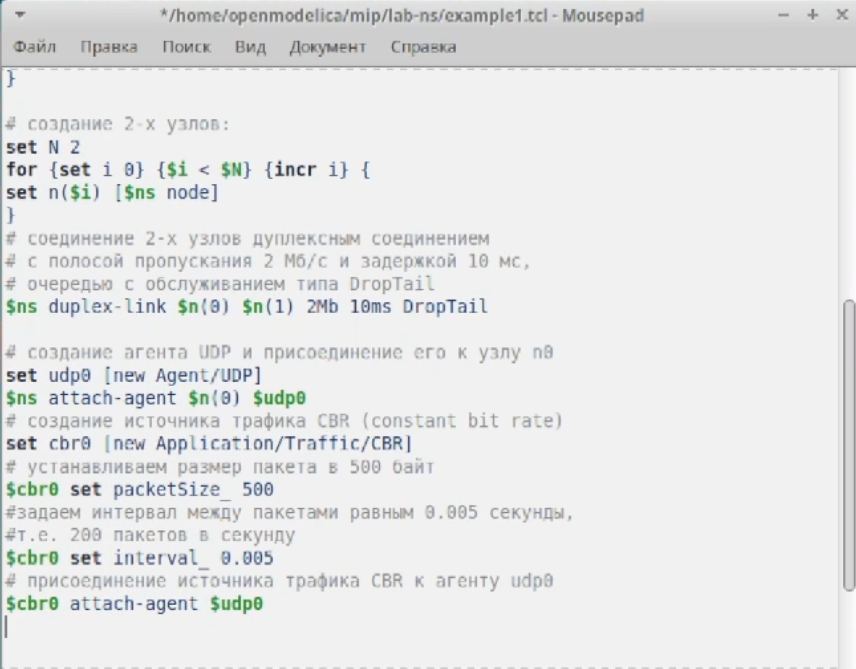 */home/openmodelica/mip/lab-ns/example1.tcl - Mousepad
Файл Правка Поиск Вид Документ Справка
}
# создание 2-х узлов:
set N 2
for {set i 0} {$i < $N} {incr i} {
set n($i) [$ns node]
}
# соединение 2-х узлов дуплексным соединением
# с полосой пропускания 2 Мб/с и задержкой 10 мс,
# очередью с обслуживанием типа DropTail
$ns duplex-link $n(0) $n(1) 2Mb 10ms DropTail
# создание агента UDP и присоединение его к узлу n0
set udp0 [new Agent/UDP]
$ns attach-agent $n(0) $udp0
# создание источника трафика CBR (constant bit rate)
set cbr0 [new Application/Traffic/CBR]
# устанавливаем размер пакета в 500 байт
$cbr0 set packetSize_ 500
#задаем интервал между пакетами равным 0.005 секунды,
#т.е. 200 пакетов в секунду
$cbr0 set interval_ 0.005
# присоединение источника трафика CBR к агенту udp0
$cbr0 attach-agent $udp0